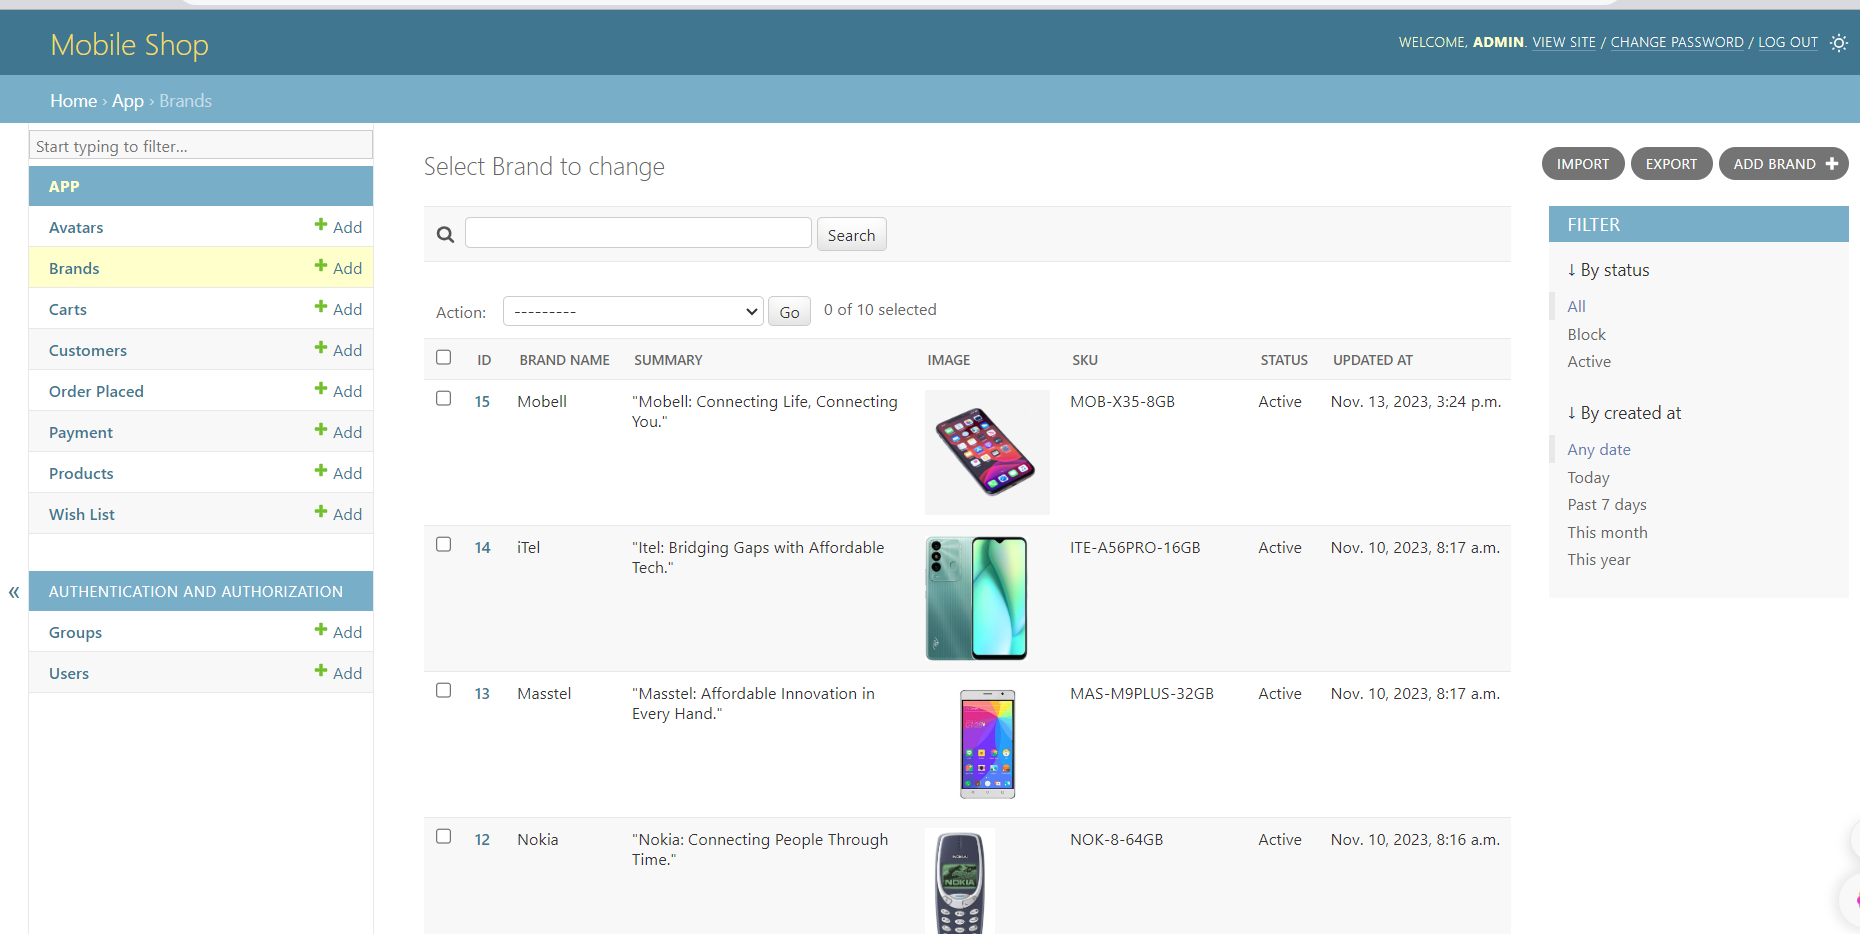 Mobile Shop
WELCOME, ADMIN. VIEW SITE / CHANGE PASSWORD / LOG OUT
Home › App › Brands
Start typing to filter...
APP
Avatars + Add
Brands + Add
Carts + Add
Customers + Add
Order Placed + Add
Payment + Add
Products + Add
Wish List + Add
AUTHENTICATION AND AUTHORIZATION
Groups + Add
Users + Add
«
Select Brand to change
IMPORT EXPORT ADD BRAND +
Search
Action: --------- Go 0 of 10 selected
ID BRAND NAME SUMMARY IMAGE SKU STATUS UPDATED AT
15 Mobell "Mobell: Connecting Life, Connecting MOB-X35-8GB Active Nov. 13, 2023, 3:24 p.m.
You."
14 iTel "Itel: Bridging Gaps with Affordable ITE-A56PRO-16GB Active Nov. 10, 2023, 8:17 a.m.
Tech."
13 Masstel "Masstel: Affordable Innovation in MAS-M9PLUS-32GB Active Nov. 10, 2023, 8:17 a.m.
Every Hand."
12 Nokia "Nokia: Connecting People Through NOK-8-64GB Active Nov. 10, 2023, 8:16 a.m.
Time."
NOKIA
NOKIA
FILTER
↓ By status
All
Block
Active
↓ By created at
Any date
Today
Past 7 days
This month
This year